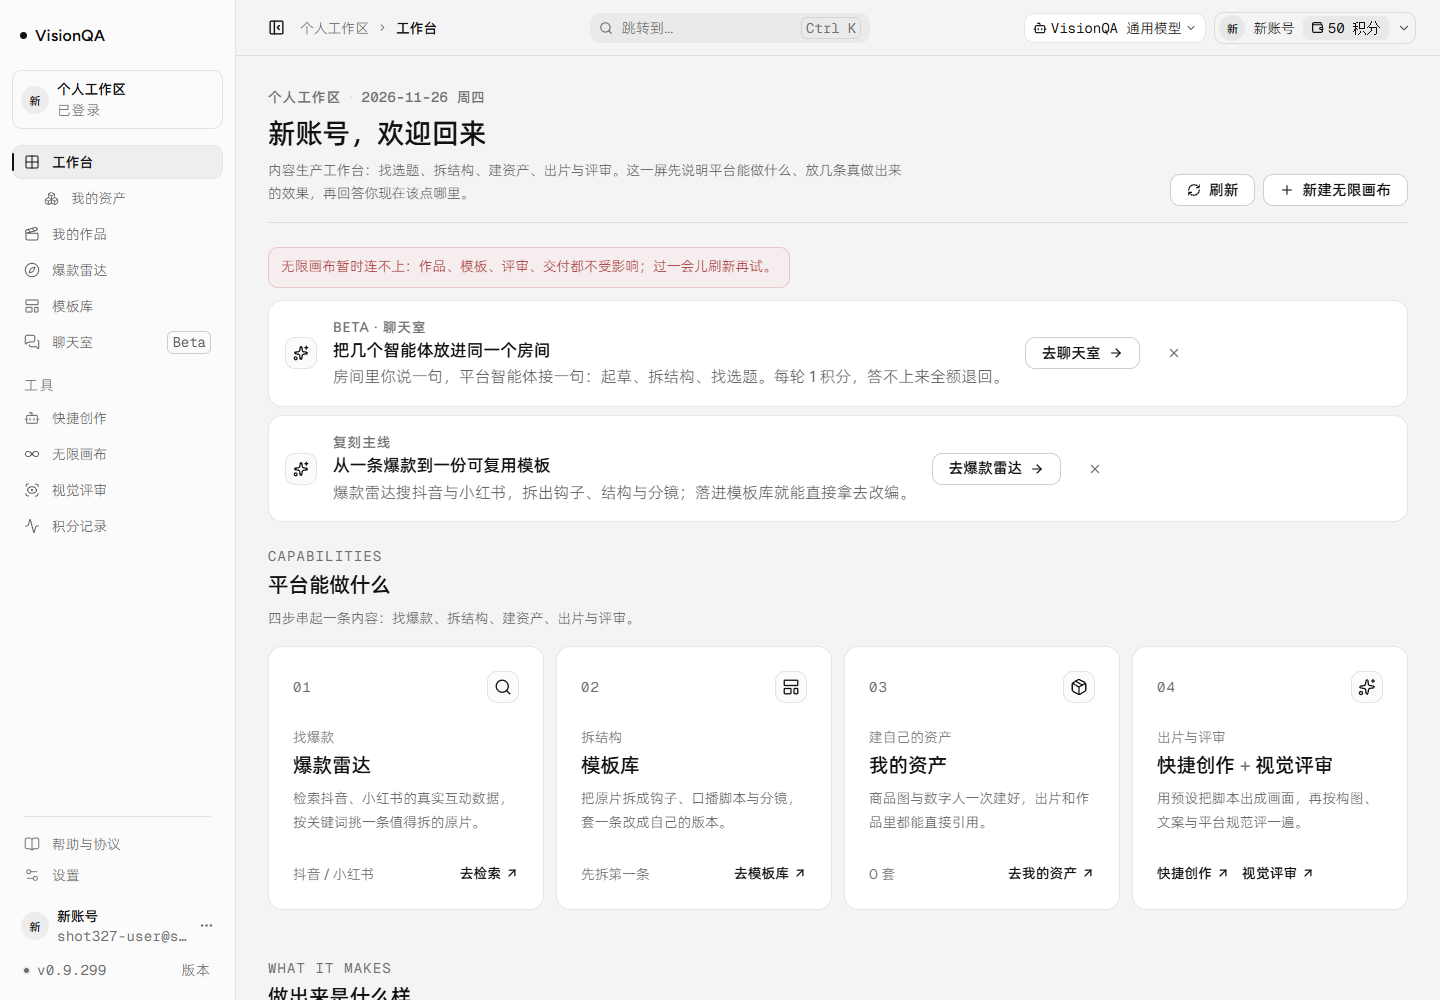 VisionQA
新
个人工作区
已登录
工作台
我的资产
我的作品
爆款雷达
模板库
聊天室
Beta
工具
快捷创作
无限画布
视觉评审
积分记录
帮助与协议
设置
新
新账号
shot327-user@s…
v0.9.299
版本
个人工作区
工作台
跳转到…
Ctrl K
VisionQA 通用模型
新
新账号
50 积分
个人工作区 · 2026-11-26 周四
新账号，欢迎回来
内容生产工作台：找选题、拆结构、建资产、出片与评审。这一屏先说明平台能做什么、放几条真做出来
的效果，再回答你现在该点哪里。
刷新
新建无限画布
无限画布暂时连不上：作品、模板、评审、交付都不受影响；过一会儿刷新再试。
BETA · 聊天室
把几个智能体放进同一个房间
房间里你说一句，平台智能体接一句：起草、拆结构、找选题。每轮 1 积分，答不上来全额退回。
去聊天室
复刻主线
从一条爆款到一份可复用模板
爆款雷达搜抖音与小红书，拆出钩子、结构与分镜；落进模板库就能直接拿去改编。
去爆款雷达
CAPABILITIES
平台能做什么
四步串起一条内容：找爆款、拆结构、建资产、出片与评审。
01
找爆款
爆款雷达
检索抖音、小红书的真实互动数据，
按关键词挑一条值得拆的原片。
抖音 / 小红书
去检索
02
拆结构
模板库
把原片拆成钩子、口播脚本与分镜，
套一条改成自己的版本。
先拆第一条
去模板库
03
建自己的资产
我的资产
商品图与数字人一次建好，出片和作
品里都能直接引用。
0 套
去我的资产
04
出片与评审
快捷创作 + 视觉评审
用预设把脚本出成画面，再按构图、
文案与平台规范评一遍。
快捷创作
视觉评审
WHAT IT MAKES
做出来是什么样